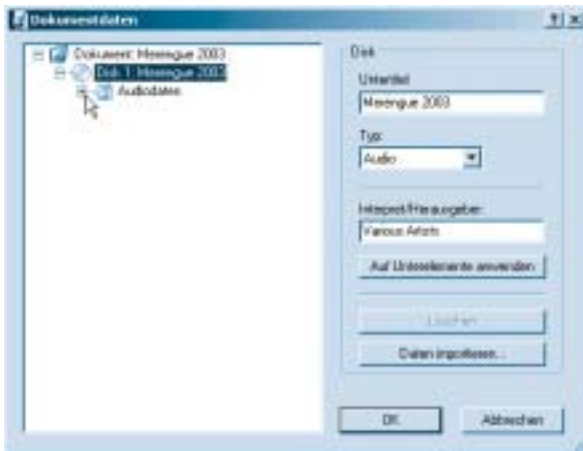 Dokumentdaten
Dokument: Merengue 2003
Disk 1: Merengue 2003
Audiodaten
Disk
Untertitel
Merengue 2003
Typ:
Audio
Interpret/Herausgeber:
Various Artists
Auf Unterelemente anwenden
Löschen
Daten importieren...
OK
Abbrechen